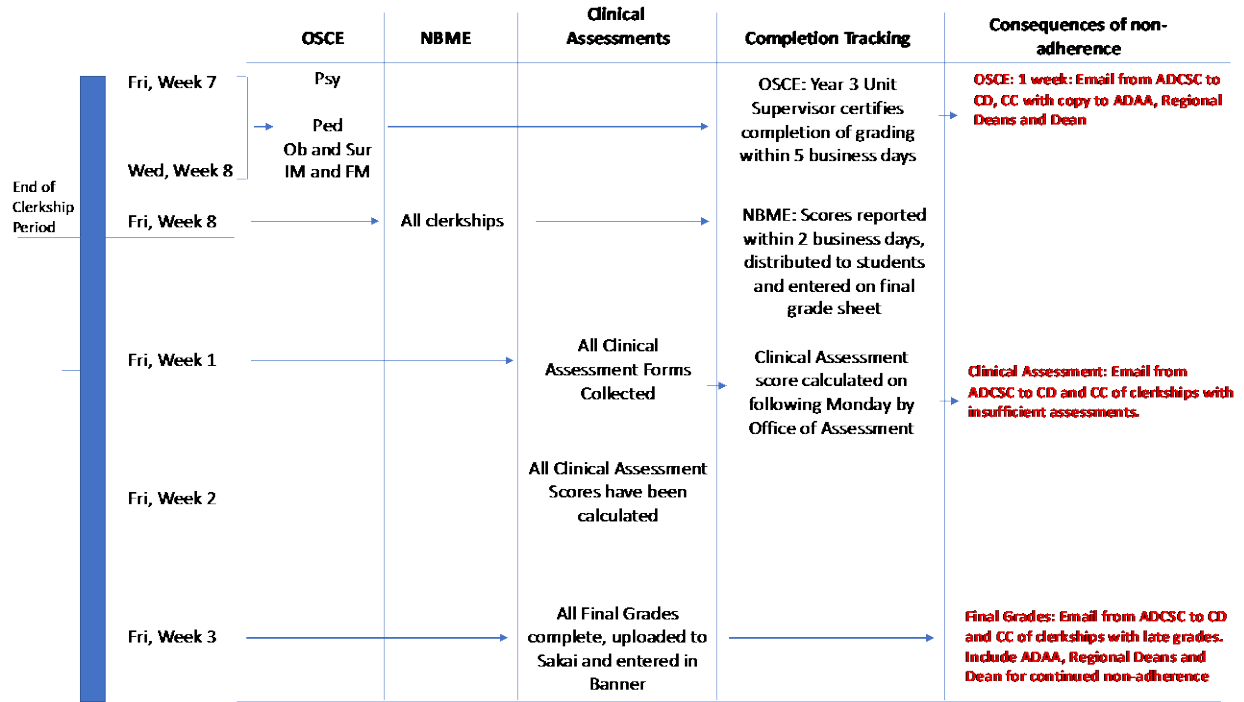 OSCE
NBME
Clinical
Assessments
Completion Tracking
Consequences of non-
adherence
Fri, Week 7
Psy
Ped
Ob and Sur
IM and FM
Wed, Week 8
OSCE: Year 3 Unit
Supervisor certifies
completion of grading
within 5 business days
OSCE: 1 week: Email from ADCSC to
CD, CC with copy to ADAA, Regional
Deans and Dean
End of
Clerkship
Period
Fri, Week 8
All clerkships
NBME: Scores reported
within 2 business days,
distributed to students
and entered on final
grade sheet
Fri, Week 1
All Clinical
Assessment Forms
Collected
Clinical Assessment
score calculated on
following Monday by
Office of Assessment
Clinical Assessment: Email from
ADCSC to CD and CC of clerkships with
insufficient assessments.
Fri, Week 2
All Clinical Assessment
Scores have been
calculated
Fri, Week 3
All Final Grades
complete, uploaded to
Sakai and entered in
Banner
Final Grades: Email from ADCSC to CD
and CC of clerkships with late grades.
Include ADAA, Regional Deans and
Dean for continued non-adherence